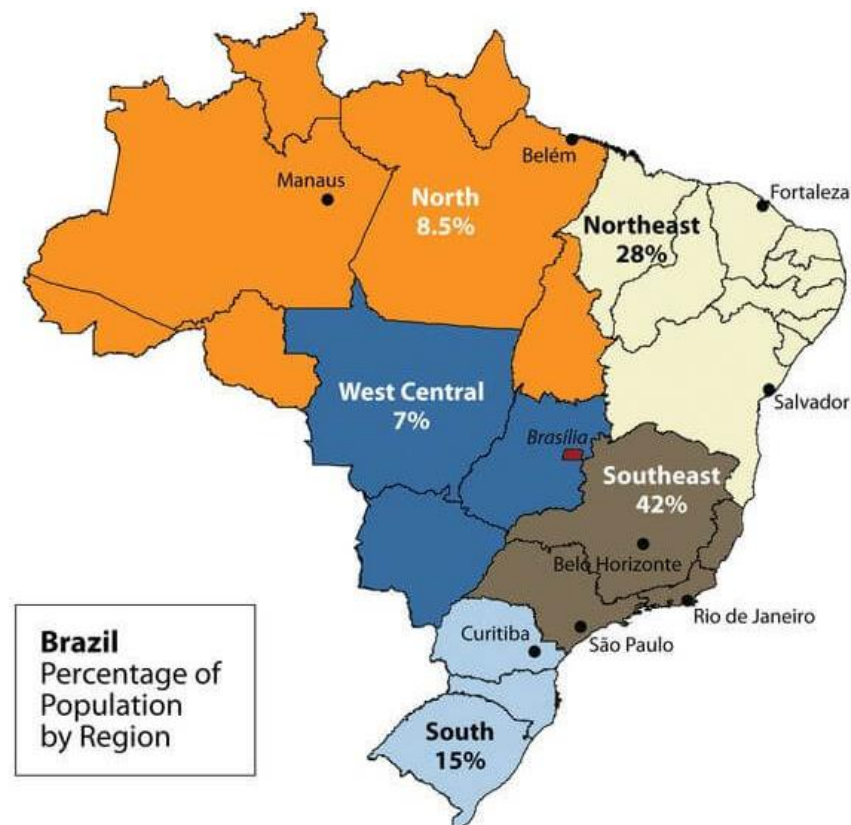 Belém
Manaus
Fortaleza
North
8.5%
Northeast
28%
West Central
7%
Salvador
Brasília
Southeast
42%
Belo Horizonte
Rio de Janeiro
Curitiba
São Paulo
Brazil
Percentage of
Population
by Region
South
15%